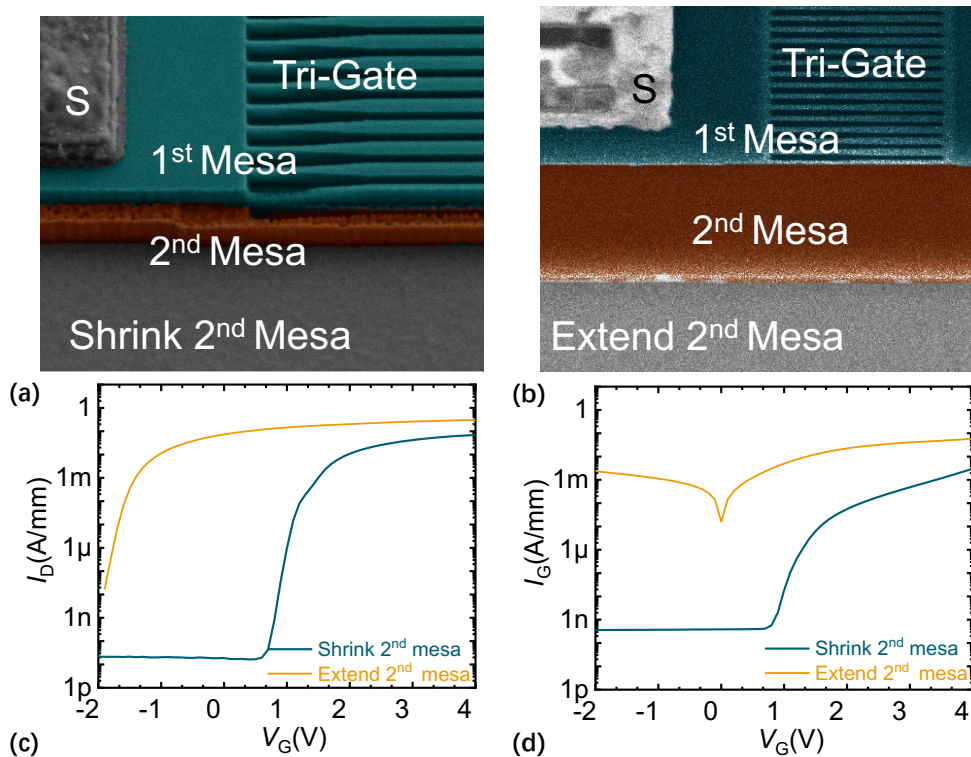 S
Tri-Gate
1st Mesa
2nd Mesa
Shrink 2nd Mesa
(a)
S
Tri-Gate
1st Mesa
2nd Mesa
Extend 2nd Mesa
(b)
ID(A/mm)
1
1m
1μ
1n
1p
Shrink 2nd mesa
Extend 2nd mesa
-2 -1 0 1 2 3 4
VG(V)
(c)
IG(A/mm)
1
1m
1μ
1n
1p
Shrink 2nd mesa
Extend 2nd mesa
-2 -1 0 1 2 3 4
VG(V)
(d)